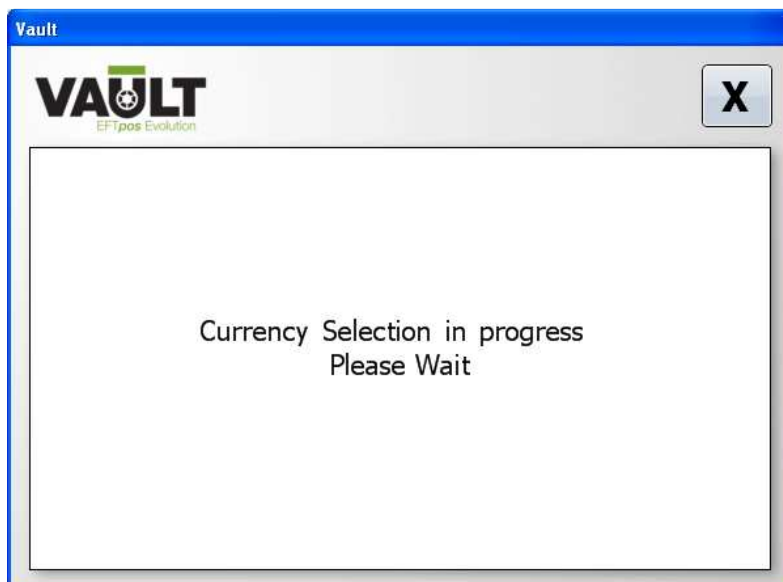 Vault
VAULT
EFTpos Evolution
X
Currency Selection in progress
Please Wait